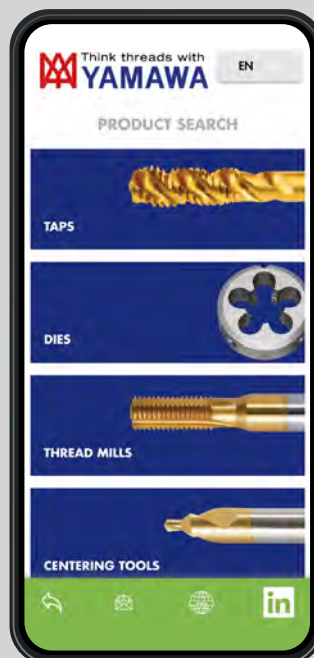 Think threads with
YAMAWA
EN
PRODUCT SEARCH
TAPS
DIES
THREAD MILLS
CENTERING TOOLS
in